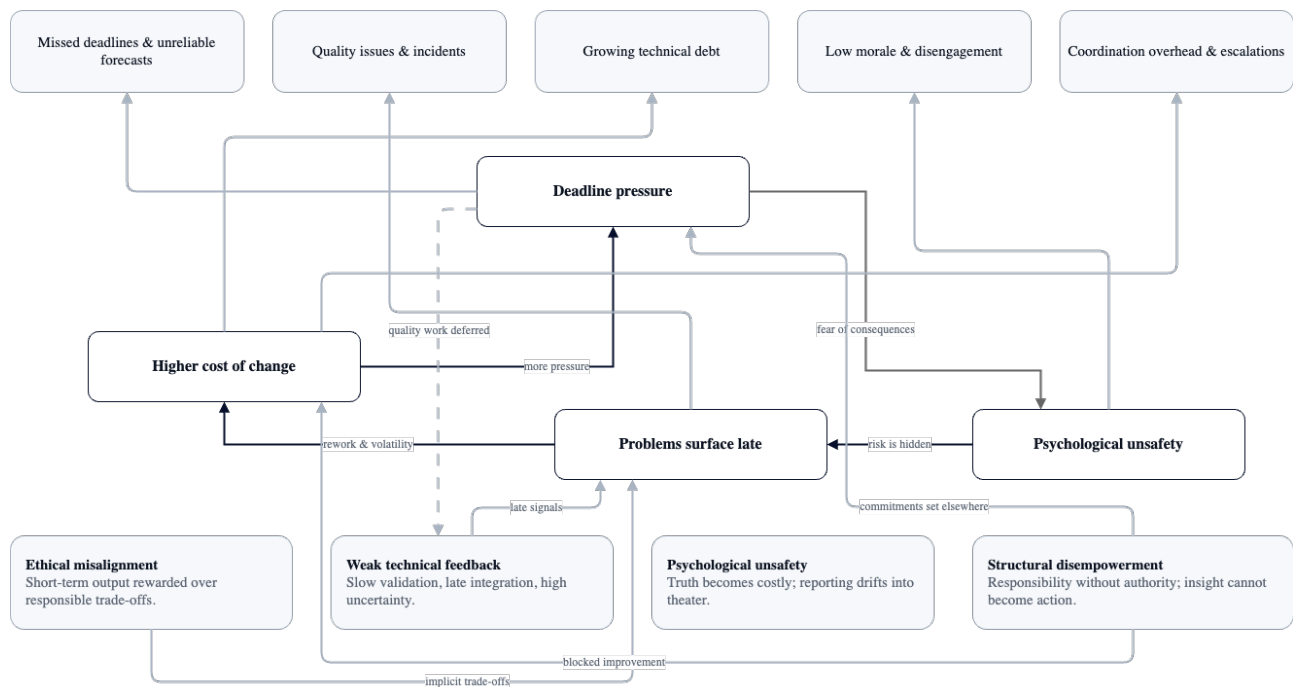 Missed deadlines & unreliable
forecasts
Quality issues & incidents
Growing technical debt
Low morale & disengagement
Coordination overhead & escalations
Deadline pressure
quality work deferred
fear of consequences
Higher cost of change
more pressure
rework & volatility
Problems surface late
risk is hidden
Psychological unsafety
late signals
commitments set elsewhere
Ethical misalignment
Short-term output rewarded over
responsible trade-offs.
Weak technical feedback
Slow validation, late integration, high
uncertainty.
Psychological unsafety
Truth becomes costly; reporting drifts into
theater.
Structural disempowerment
Responsibility without authority; insight cannot
become action.
blocked improvement
implicit trade-offs